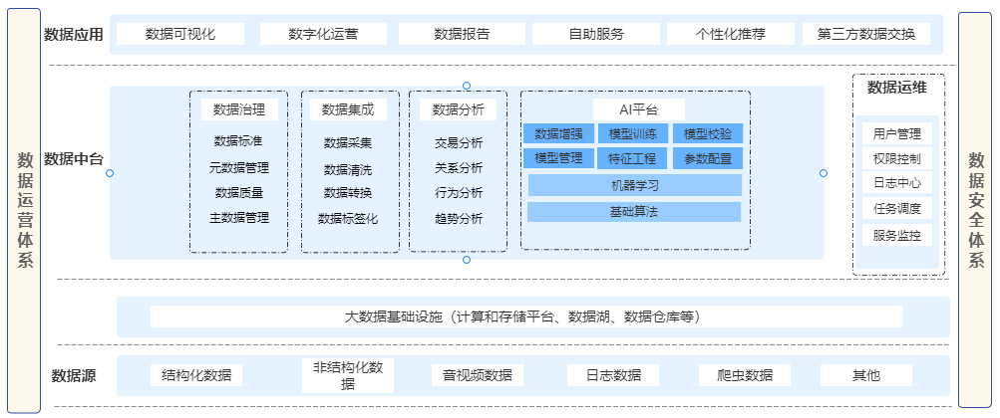 数据运营体系
数据应用
数据可视化
数字化运营
数据报告
自助服务
个性化推荐
第三方数据交换
数据中台
数据治理
数据标准
元数据管理
数据质量
主数据管理
数据集成
数据采集
数据清洗
数据转换
数据标签化
数据分析
交易分析
关系分析
行为分析
趋势分析
AI平台
数据增强
模型训练
模型校验
模型管理
特征工程
参数配置
机器学习
基础算法
数据运维
用户管理
权限控制
日志中心
任务调度
服务监控
大数据基础设施（计算和存储平台、数据湖、数据仓库等）
数据源
结构化数据
非结构化数
据
音视频数据
日志数据
爬虫数据
其他
数据安全体系